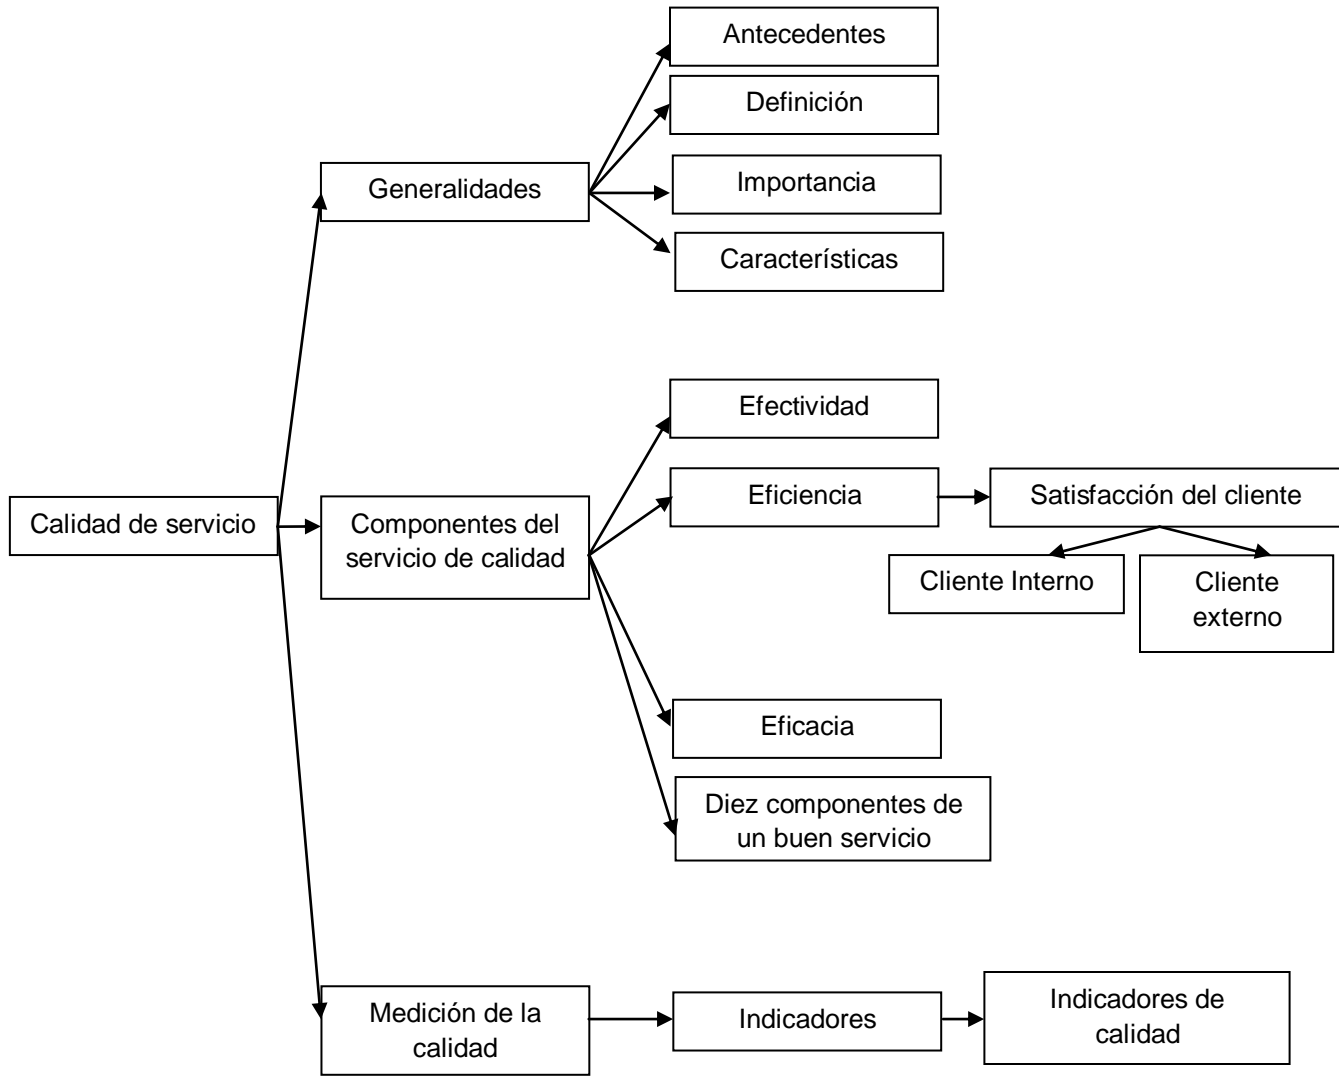 Antecedentes
Definición
Importancia
Generalidades
Características
Efectividad
Eficiencia
Satisfacción del cliente
Calidad de servicio
Componentes del
servicio de calidad
Cliente Interno
Cliente
externo
Eficacia
Diez componentes de
un buen servicio
Medición de la
calidad
Indicadores
Indicadores de
calidad